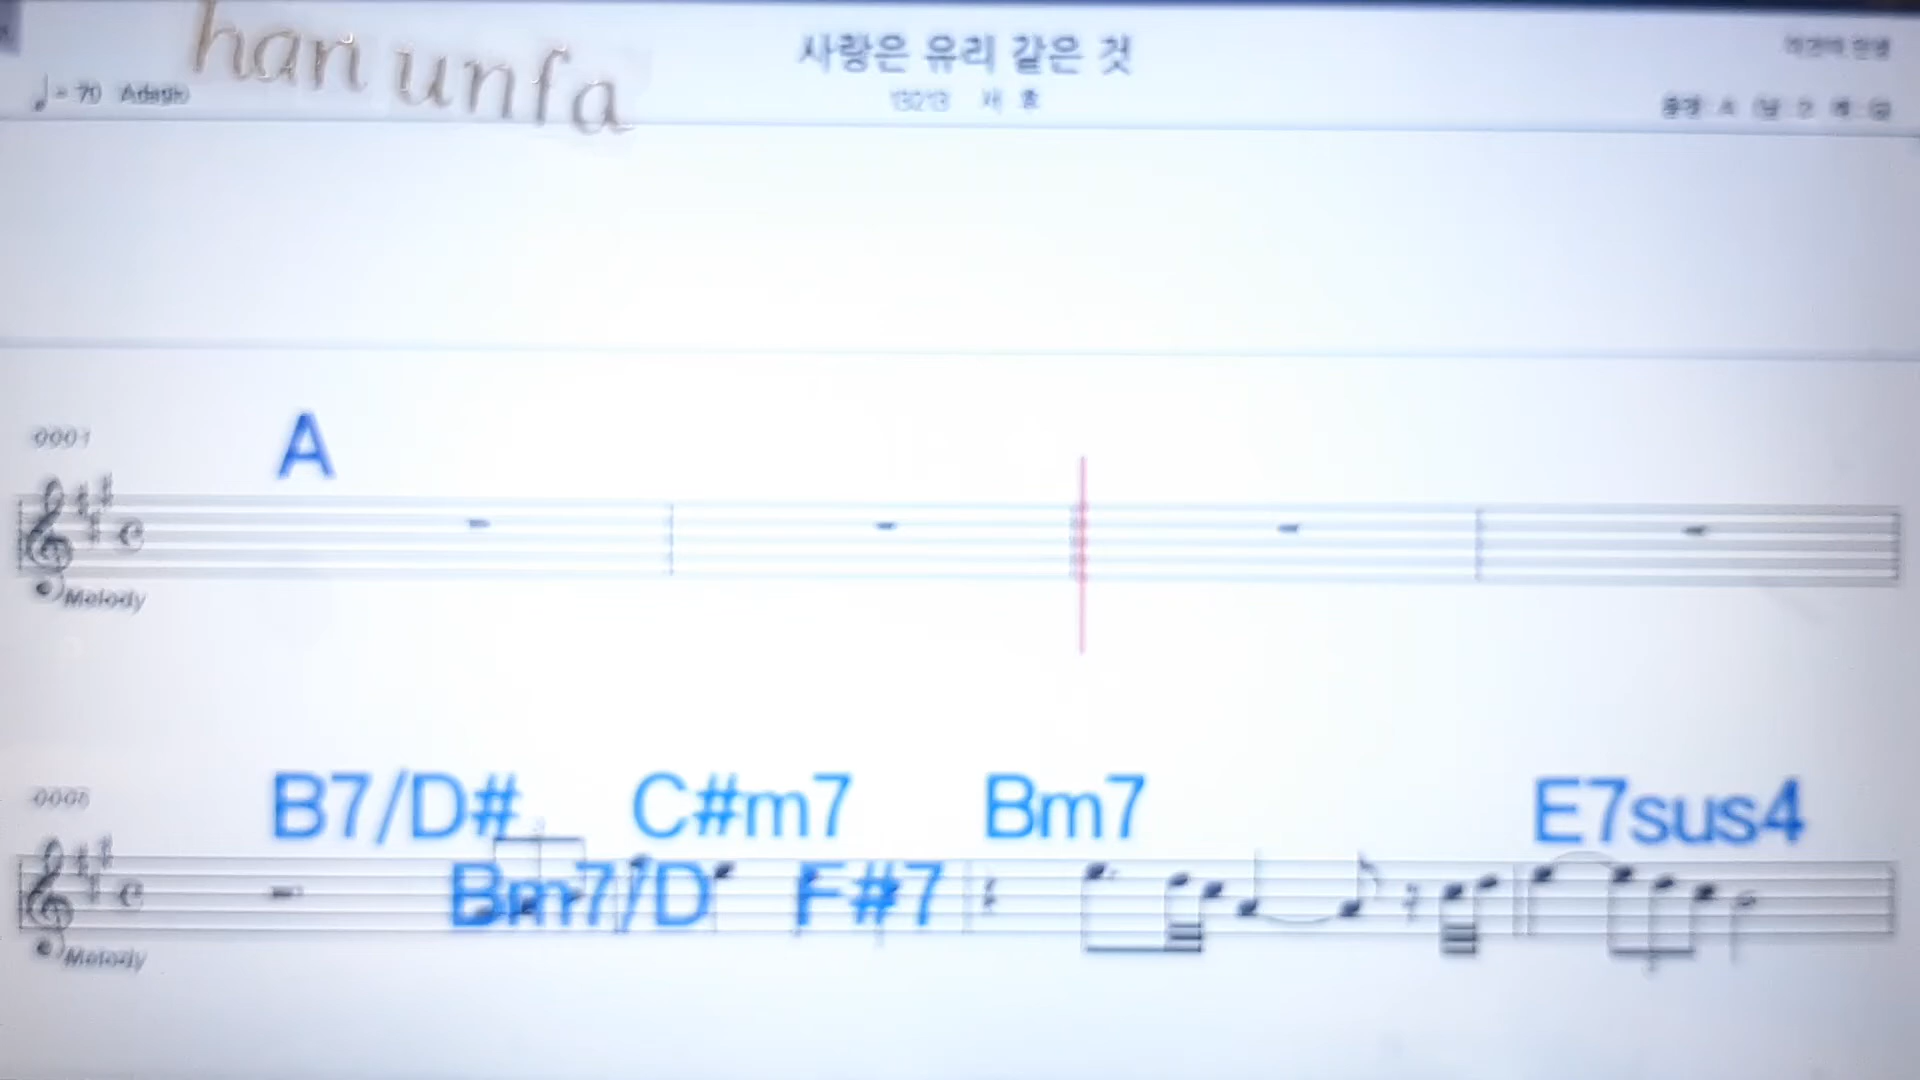 han unfa
사랑은 유리 같은 것
♩= 70 Adagio
13213
0001
A
Melody
0005
B7/D# C#m7 Bm7 E7sus4
Bm7/D F#7
Melody